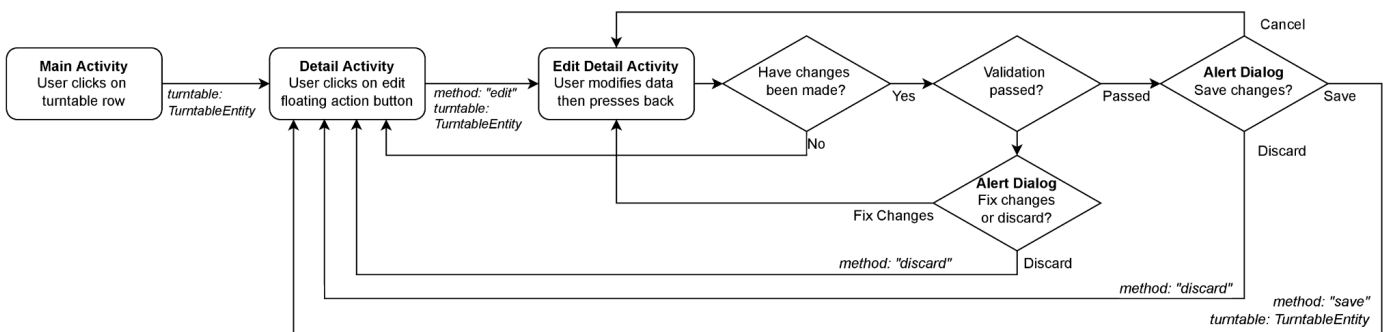 Cancel
Main Activity
User clicks on
turntable row
turntable:
TurntableEntity
Detail Activity
User clicks on edit
floating action button
method: "edit"
turntable:
TurntableEntity
Edit Detail Activity
User modifies data
then presses back
Have changes
been made?
Yes
No
Validation
passed?
Passed
Alert Dialog
Save changes?
Save
Discard
Alert Dialog
Fix changes
or discard?
Fix Changes
Discard
method: "discard"
method: "discard"
method: "save"
turntable: TurntableEntity